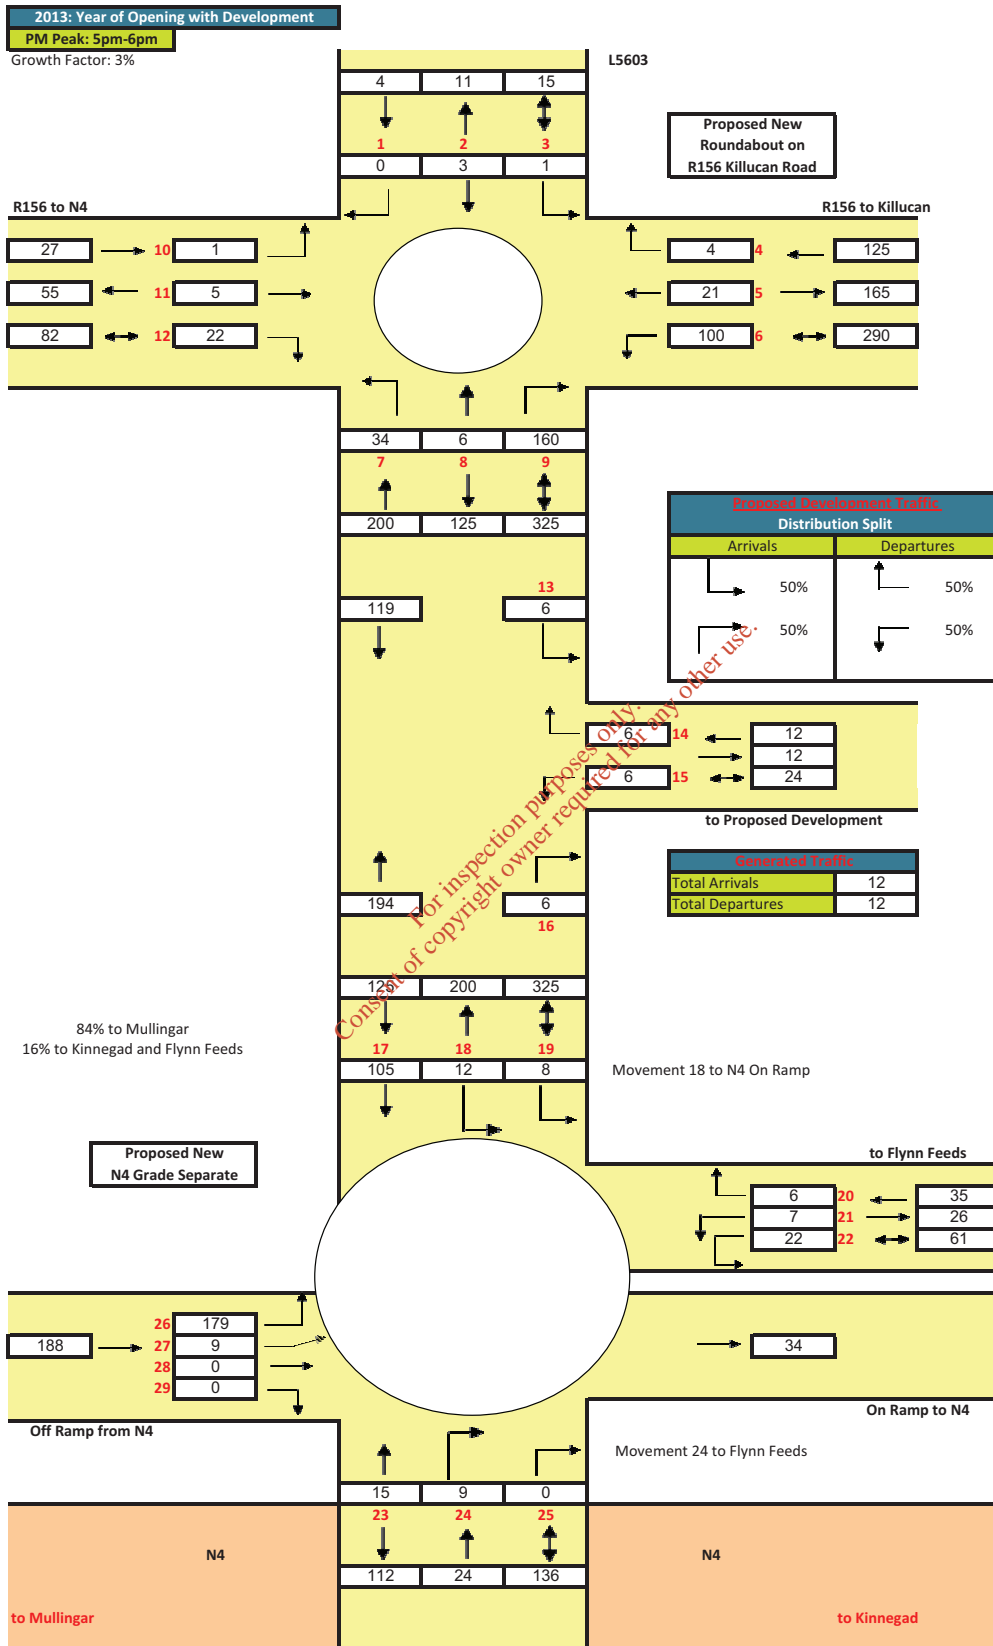 2013: Year of Opening with Development
PM Peak: 5pm-6pm
Growth Factor: 3%
L5603
4 11 15
1 2 3
0 3 1
Proposed New
Roundabout on
R156 Killucan Road
R156 to N4
R156 to Killucan
27 10 1
4 4 125
55 11 5
21 5 165
82 12 22
100 6 290
34 6 160
7 8 9
200 125 325
Proposed Development Traffic
Distribution Split
Arrivals Departures
50% 50%
50% 50%
13
119 6
6 14 12
12
6 15 24
to Proposed Development
Generated Traffic
Total Arrivals 12
Total Departures 12
194 6
16
For inspection purposes only.
Consent of copyright owner required for any other use.
125 200 325
84% to Mullingar
16% to Kinnegad and Flynn Feeds
17 18 19
105 12 8
Movement 18 to N4 On Ramp
Proposed New
N4 Grade Separate
to Flynn Feeds
6 20 35
7 21 26
22 22 61
26 179
188 27 9
28 0
29 0
34
Off Ramp from N4
On Ramp to N4
Movement 24 to Flynn Feeds
15 9 0
23 24 25
N4
N4
112 24 136
to Mullingar
to Kinnegad